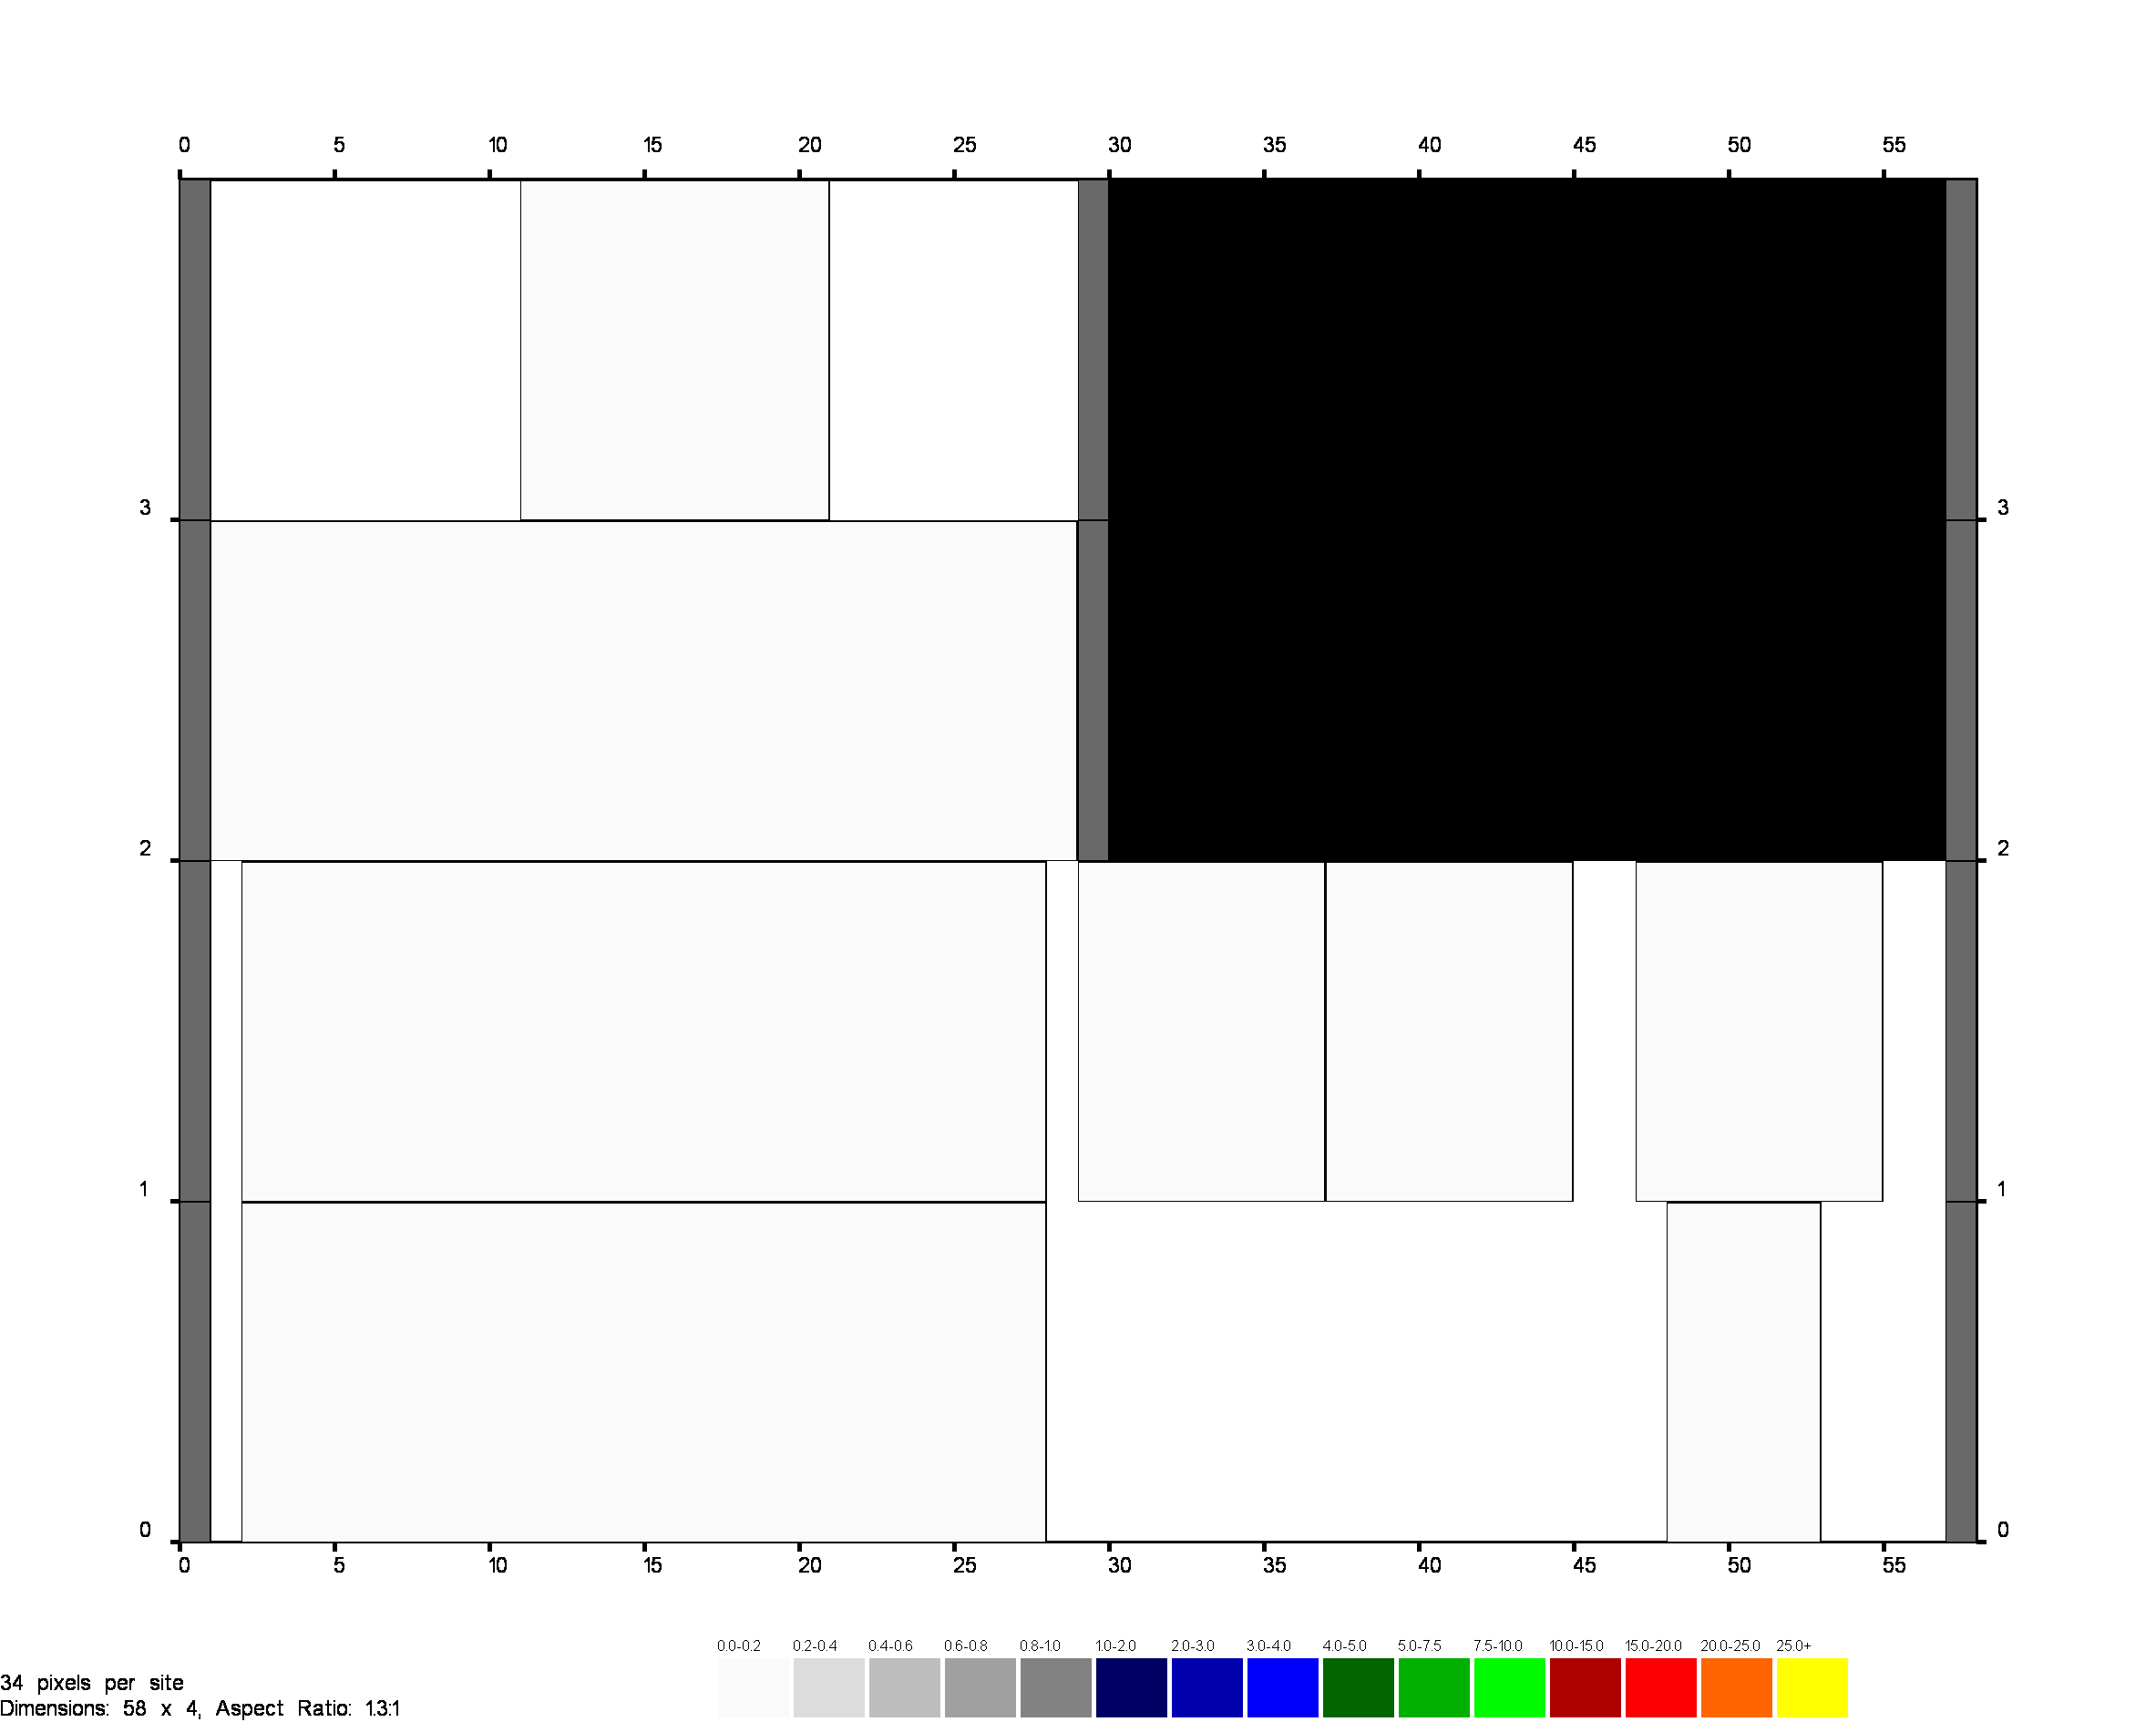 0 5 10 15 20 25 30 35 40 45 50 55
3 3
2 2
1 1
0 0
0 5 10 15 20 25 30 35 40 45 50 55
0.0-0.2 0.2-0.4 0.4-0.6 0.6-0.8 0.8-1.0 1.0-2.0 2.0-3.0 3.0-4.0 4.0-5.0 5.0-7.5 7.5-10.0 10.0-15.0 15.0-20.0 20.0-25.0 25.0+
34 pixels per site
Dimensions: 58 x 4, Aspect Ratio: 1.3:1